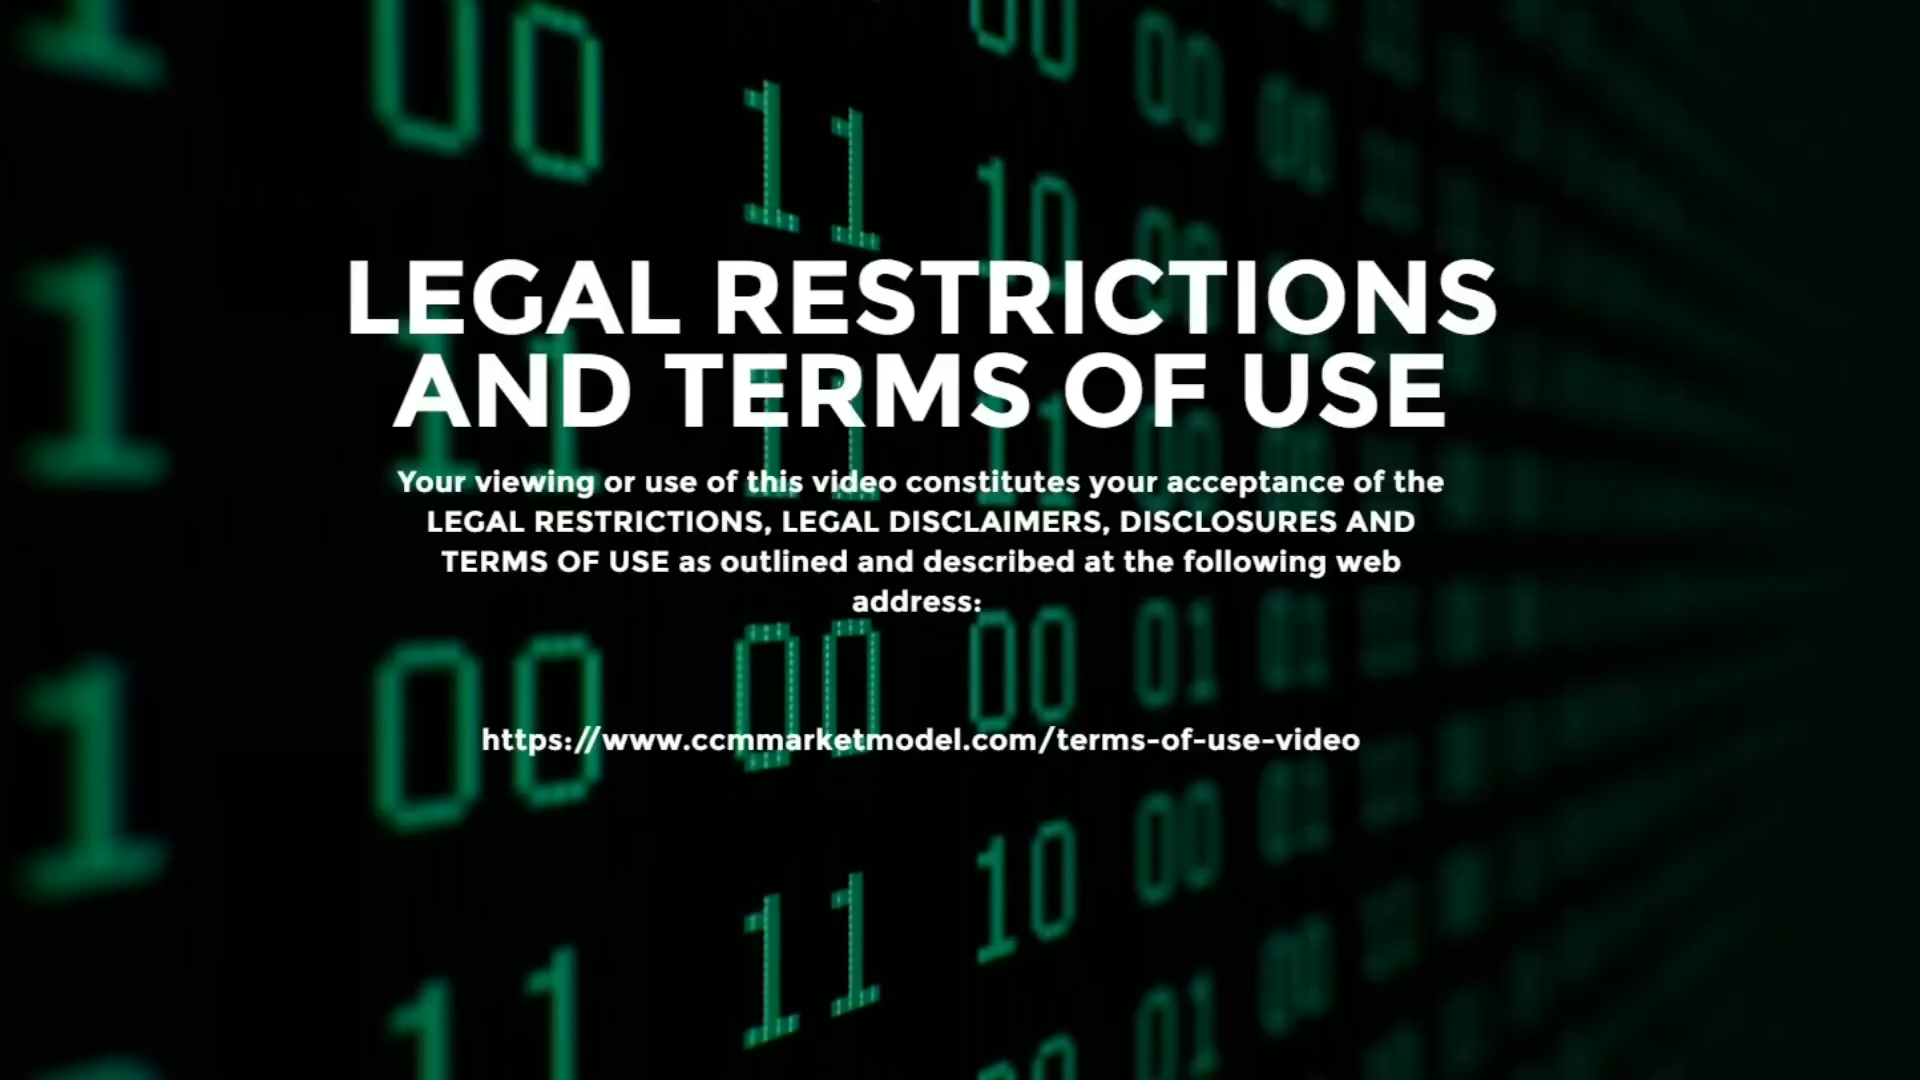 LEGAL RESTRICTIONS
AND TERMS OF USE
Your viewing or use of this video constitutes your acceptance of the
LEGAL RESTRICTIONS, LEGAL DISCLAIMERS, DISCLOSURES AND
TERMS OF USE as outlined and described at the following web
address:
https://www.ccmmarketmodel.com/terms-of-use-video